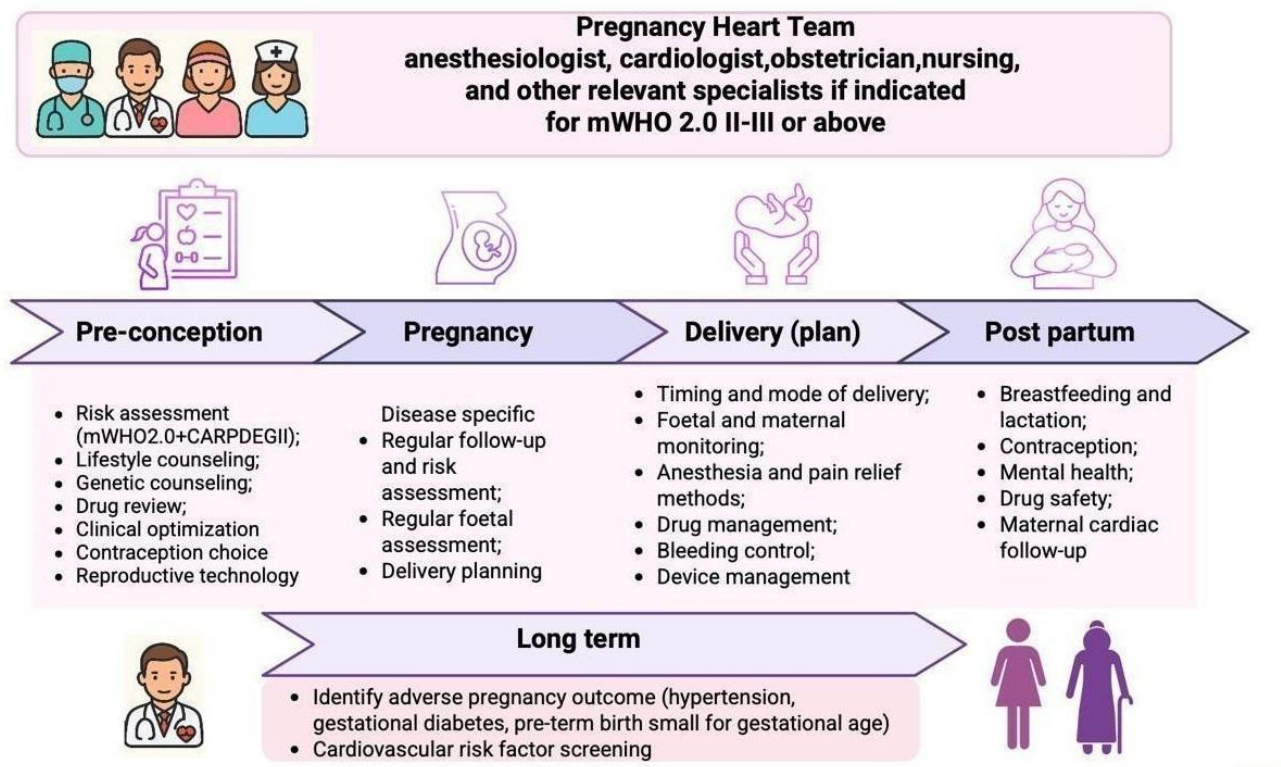 Pregnancy Heart Team
anesthesiologist, cardiologist,obstetrician,nursing,
and other relevant specialists if indicated
for mWHO 2.0 II-III or above
Pre-conception
Pregnancy
Delivery (plan)
Post partum
• Risk assessment
(mWHO2.0+CARPDEGII);
• Lifestyle counseling;
• Genetic counseling;
• Drug review;
• Clinical optimization
• Contraception choice
• Reproductive technology
Disease specific
• Regular follow-up
and risk
assessment;
• Regular foetal
assessment;
• Delivery planning
• Timing and mode of delivery;
• Foetal and maternal
monitoring;
• Anesthesia and pain relief
methods;
• Drug management;
• Bleeding control;
• Device management
• Breastfeeding and
lactation;
• Contraception;
• Mental health;
• Drug safety;
• Maternal cardiac
follow-up
Long term
• Identify adverse pregnancy outcome (hypertension,
gestational diabetes, pre-term birth small for gestational age)
• Cardiovascular risk factor screening